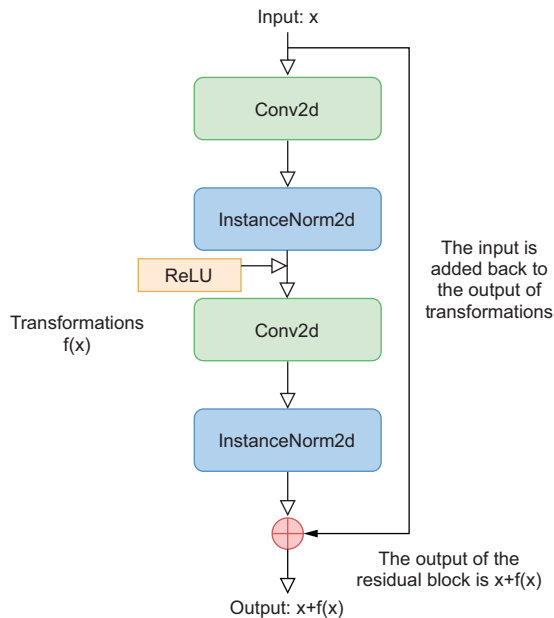 Input: x
Conv2d
InstanceNorm2d
ReLU
Conv2d
InstanceNorm2d
Transformations
f(x)
The input is
added back to
the output of
transformations
The output of the
residual block is x+f(x)
Output: x+f(x)